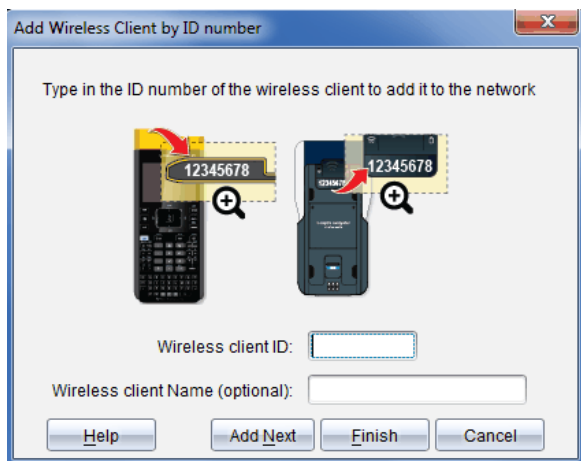 Add Wireless Client by ID number
Type in the ID number of the wireless client to add it to the network
12345678
12345678
12345678
Wireless client ID:
Wireless client Name (optional):
Help
Add Next
Finish
Cancel